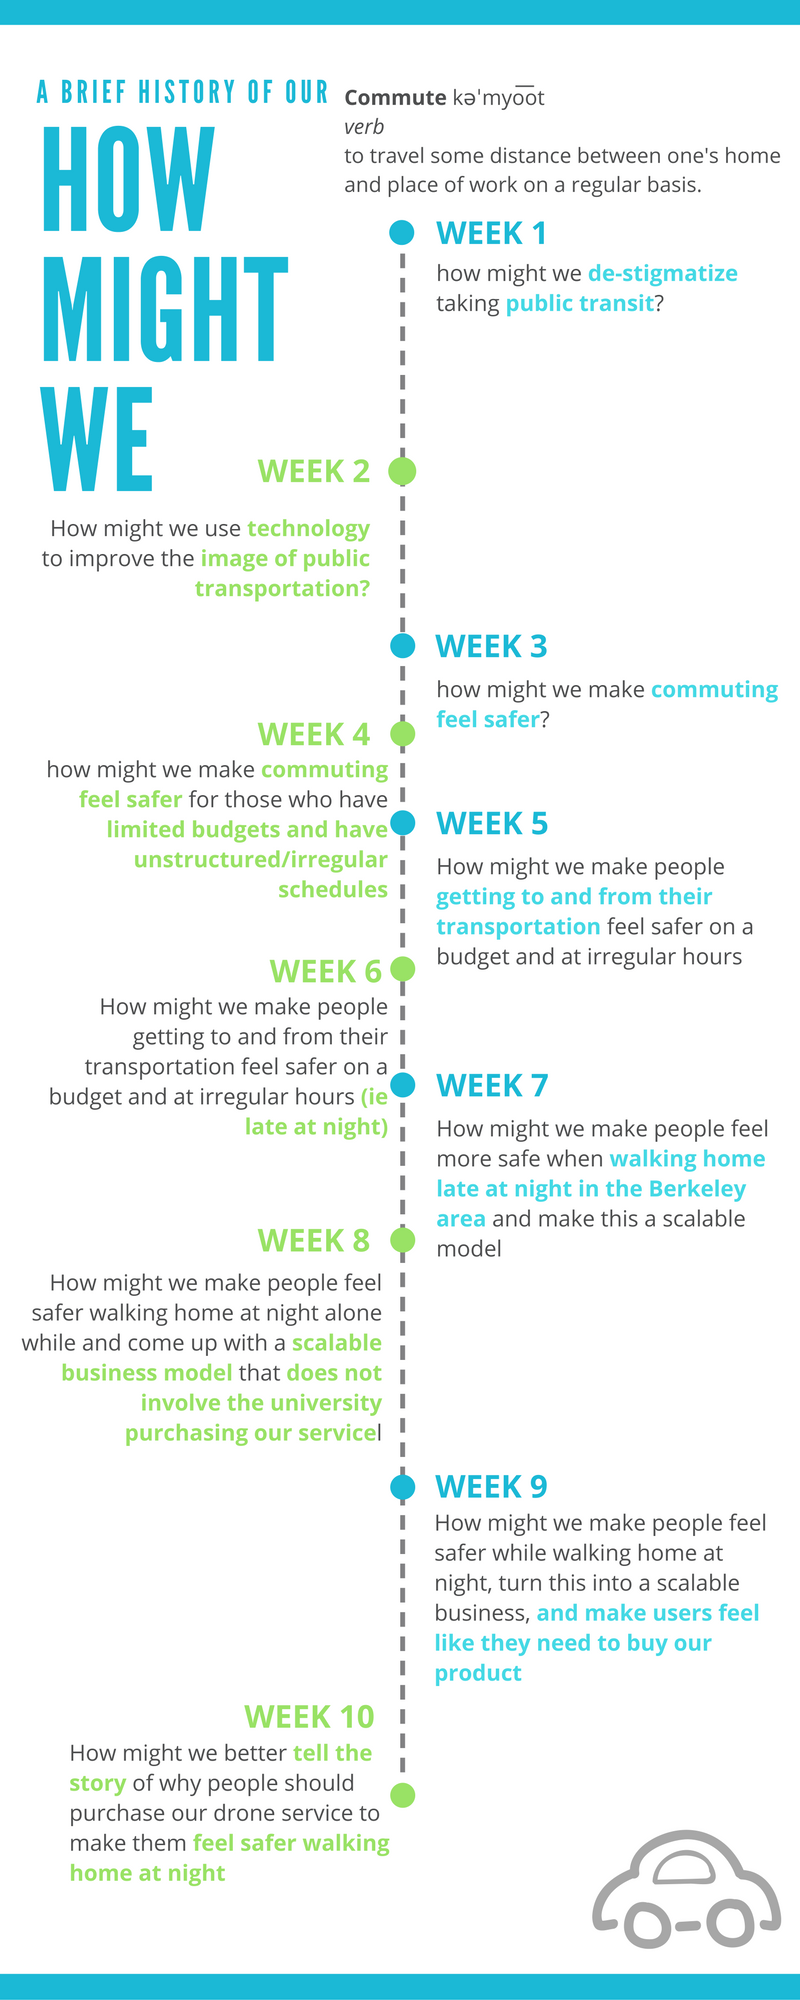 A BRIEF HISTORY OF OUR
HOW
MIGHT
WE
Commute kə'myo͞ot
verb
to travel some distance between one's home
and place of work on a regular basis.
WEEK 1
how might we de-stigmatize
taking public transit?
WEEK 2
How might we use technology
to improve the image of public
transportation?
WEEK 3
how might we make commuting
feel safer?
WEEK 4
how might we make commuting
feel safer for those who have
limited budgets and have
unstructured/irregular
schedules
WEEK 5
How might we make people
getting to and from their
transportation feel safer on a
budget and at irregular hours
WEEK 6
How might we make people
getting to and from their
transportation feel safer on a
budget and at irregular hours (ie
late at night)
WEEK 7
How might we make people feel
more safe when walking home
late at night in the Berkeley
area and make this a scalable
model
WEEK 8
How might we make people feel
safer walking home at night alone
while and come up with a scalable
business model that does not
involve the university
purchasing our servicel
WEEK 9
How might we make people feel
safer while walking home at
night, turn this into a scalable
business, and make users feel
like they need to buy our
product
WEEK 10
How might we better tell the
story of why people should
purchase our drone service to
make them feel safer walking
home at night